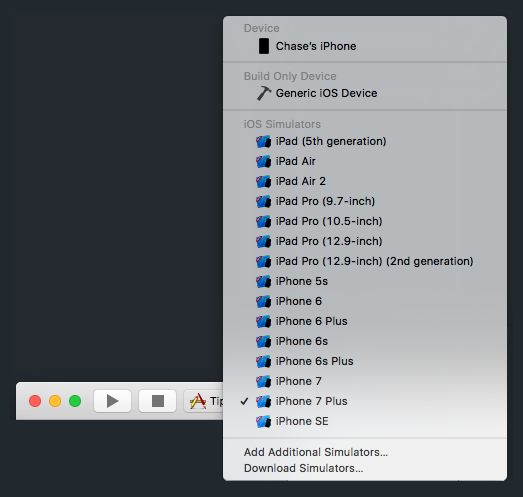 Device
Chase's iPhone
Build Only Device
Generic iOS Device
iOS Simulators
iPad (5th generation)
iPad Air
iPad Air 2
iPad Pro (9.7-inch)
iPad Pro (10.5-inch)
iPad Pro (12.9-inch)
iPad Pro (12.9-inch) (2nd generation)
iPhone 5s
iPhone 6
iPhone 6 Plus
iPhone 6s
iPhone 6s Plus
iPhone 7
Tip
✓ iPhone 7 Plus
iPhone SE
Add Additional Simulators...
Download Simulators...